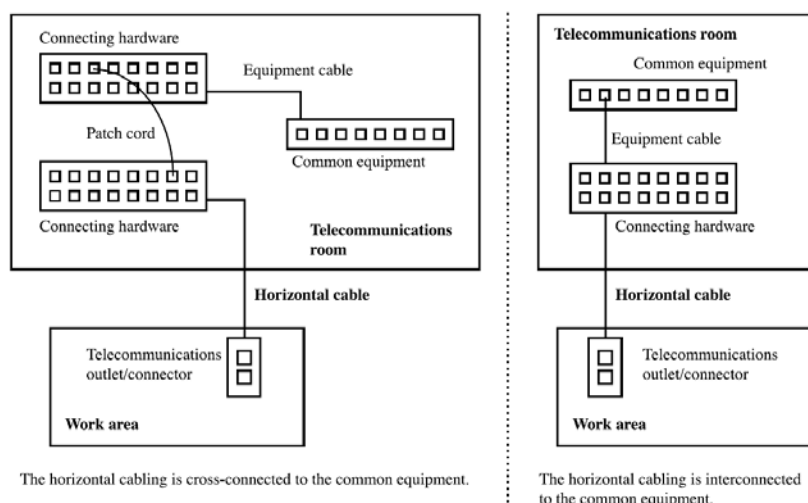 Connecting hardware
Equipment cable
Patch cord
Common equipment
Connecting hardware
Telecommunications
room
Horizontal cable
Telecommunications
outlet/connector
Work area
The horizontal cabling is cross-connected to the common equipment.
Telecommunications room
Common equipment
Equipment cable
Connecting hardware
Horizontal cable
Telecommunications
outlet/connector
Work area
The horizontal cabling is interconnected
to the common equipment.